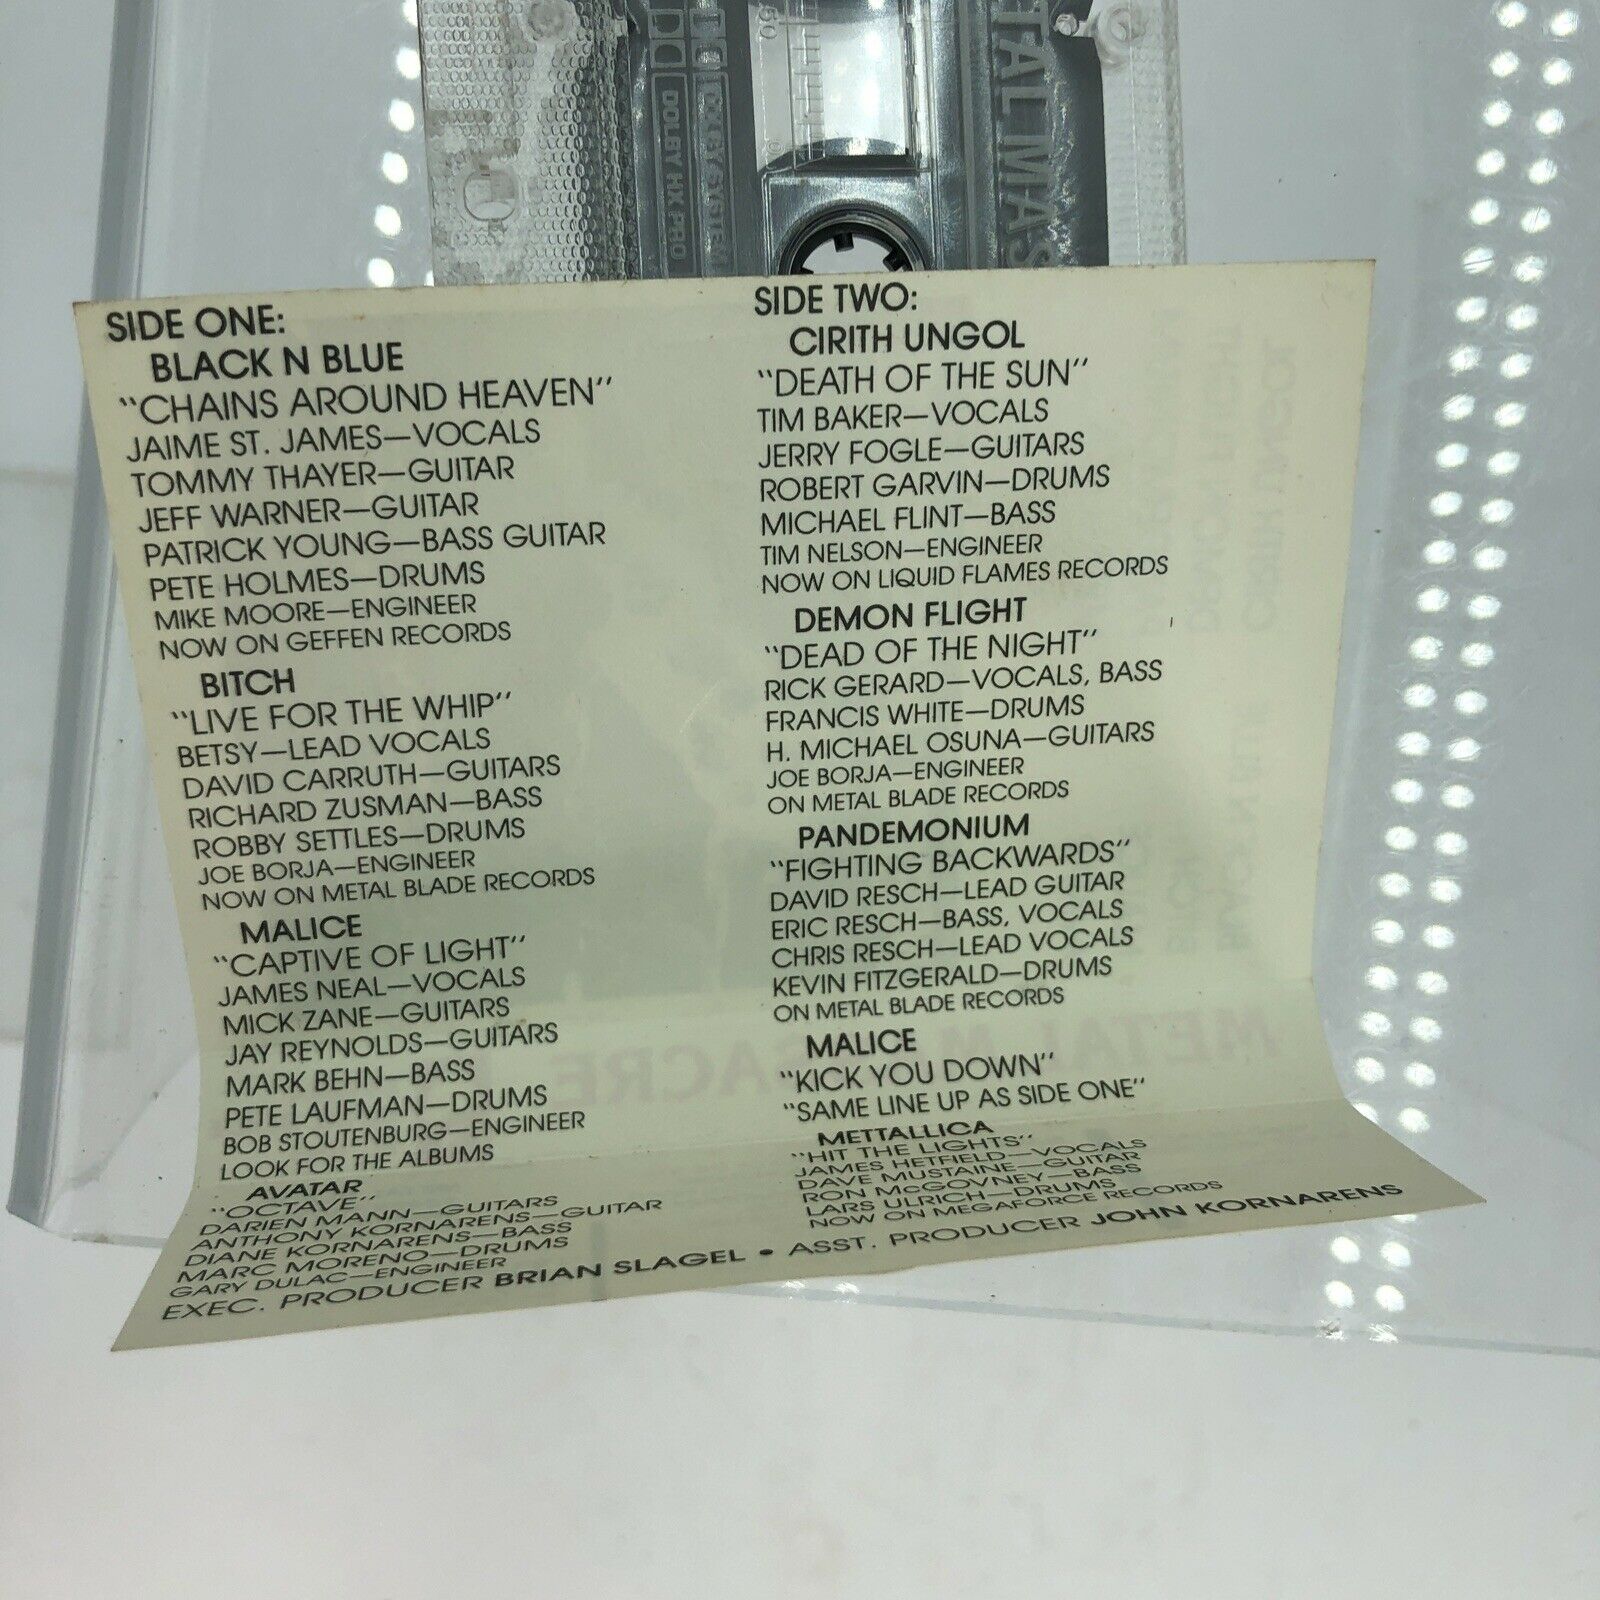 TAL MAS
60
DOLBY SYSTEM
DOLBY HX PRO
SIDE ONE:
BLACK N BLUE
"CHAINS AROUND HEAVEN"
JAIME ST. JAMES—VOCALS
TOMMY THAYER—GUITAR
JEFF WARNER—GUITAR
PATRICK YOUNG—BASS GUITAR
PETE HOLMES—DRUMS
MIKE MOORE—ENGINEER
NOW ON GEFFEN RECORDS
BITCH
"LIVE FOR THE WHIP"
BETSY—LEAD VOCALS
DAVID CARRUTH—GUITARS
RICHARD ZUSMAN—BASS
ROBBY SETTLES—DRUMS
JOE BORJA—ENGINEER
NOW ON METAL BLADE RECORDS
MALICE
"CAPTIVE OF LIGHT"
JAMES NEAL—VOCALS
MICK ZANE—GUITARS
JAY REYNOLDS—GUITARS
MARK BEHN—BASS
PETE LAUFMAN—DRUMS
BOB STOUTENBURG—ENGINEER
LOOK FOR THE ALBUMS
AVATAR
"OCTAVE"
DARIEN MANN—GUITARS
ANTHONY KORNARENS—GUITAR
DIANE KORNARENS—BASS
MARC MORENO—DRUMS
GARY DULAC—ENGINEER
SIDE TWO:
CIRITH UNGOL
"DEATH OF THE SUN"
TIM BAKER—VOCALS
JERRY FOGLE—GUITARS
ROBERT GARVIN—DRUMS
MICHAEL FLINT—BASS
TIM NELSON—ENGINEER
NOW ON LIQUID FLAMES RECORDS
DEMON FLIGHT
"DEAD OF THE NIGHT"
RICK GERARD—VOCALS, BASS
FRANCIS WHITE—DRUMS
H. MICHAEL OSUNA—GUITARS
JOE BORJA—ENGINEER
ON METAL BLADE RECORDS
PANDEMONIUM
"FIGHTING BACKWARDS"
DAVID RESCH—LEAD GUITAR
ERIC RESCH—BASS, VOCALS
CHRIS RESCH—LEAD VOCALS
KEVIN FITZGERALD—DRUMS
ON METAL BLADE RECORDS
MALICE
"KICK YOU DOWN"
"SAME LINE UP AS SIDE ONE"
METTALLICA
"HIT THE LIGHTS"
JAMES HETFIELD—VOCALS
DAVE MUSTAINE—GUITAR
RON McGOVNEY—BASS
LARS ULRICH—DRUMS
NOW ON MEGAFORCE RECORDS
EXEC. PRODUCER BRIAN SLAGEL • ASST. PRODUCER JOHN KORNARENS